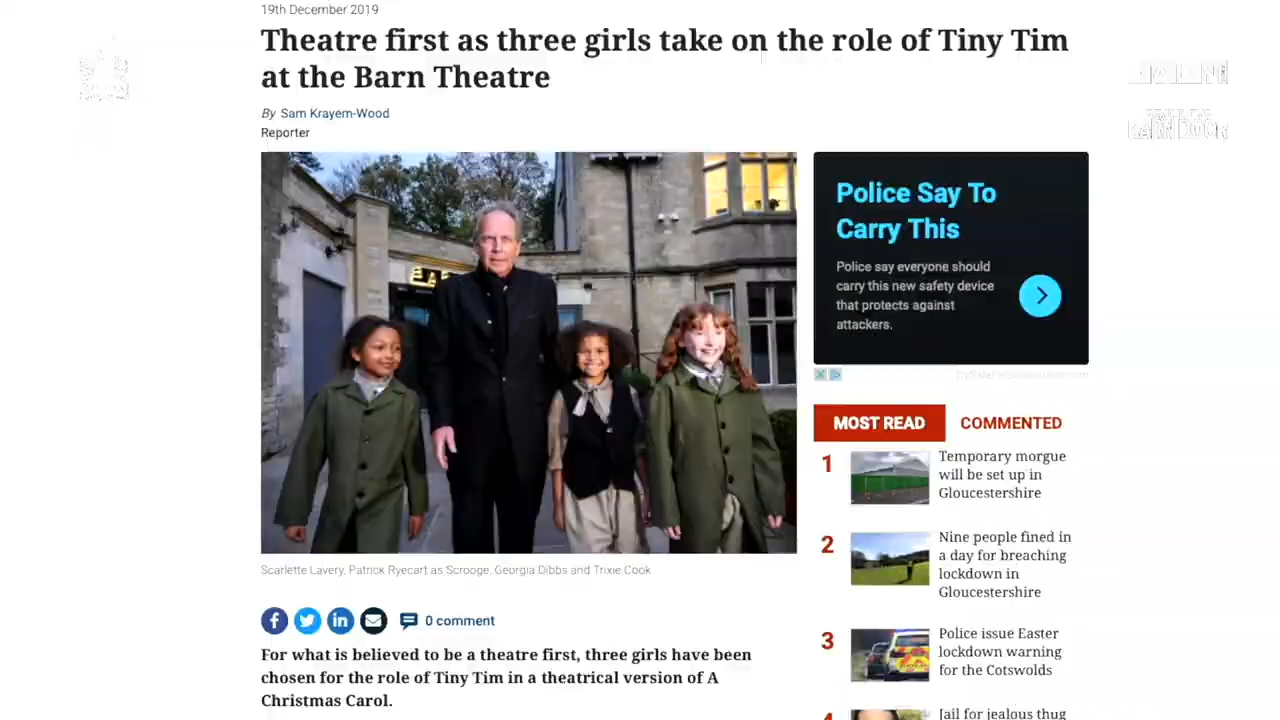 19th December 2019
Theatre first as three girls take on the role of Tiny Tim
at the Barn Theatre
By Sam Krayem-Wood
Reporter
Scarlette Lavery, Patrick Ryecart as Scrooge, Georgia Dibbs and Trixie Cook
0 comment
For what is believed to be a theatre first, three girls have been
chosen for the role of Tiny Tim in a theatrical version of A
Christmas Carol.
Police Say To
Carry This
Police say everyone should
carry this new safety device
that protects against
attackers.
MOST READ
COMMENTED
1
Temporary morgue
will be set up in
Gloucestershire
2
Nine people fined in
a day for breaching
lockdown in
Gloucestershire
3
Police issue Easter
lockdown warning
for the Cotswolds
4
Jail for jealous thug